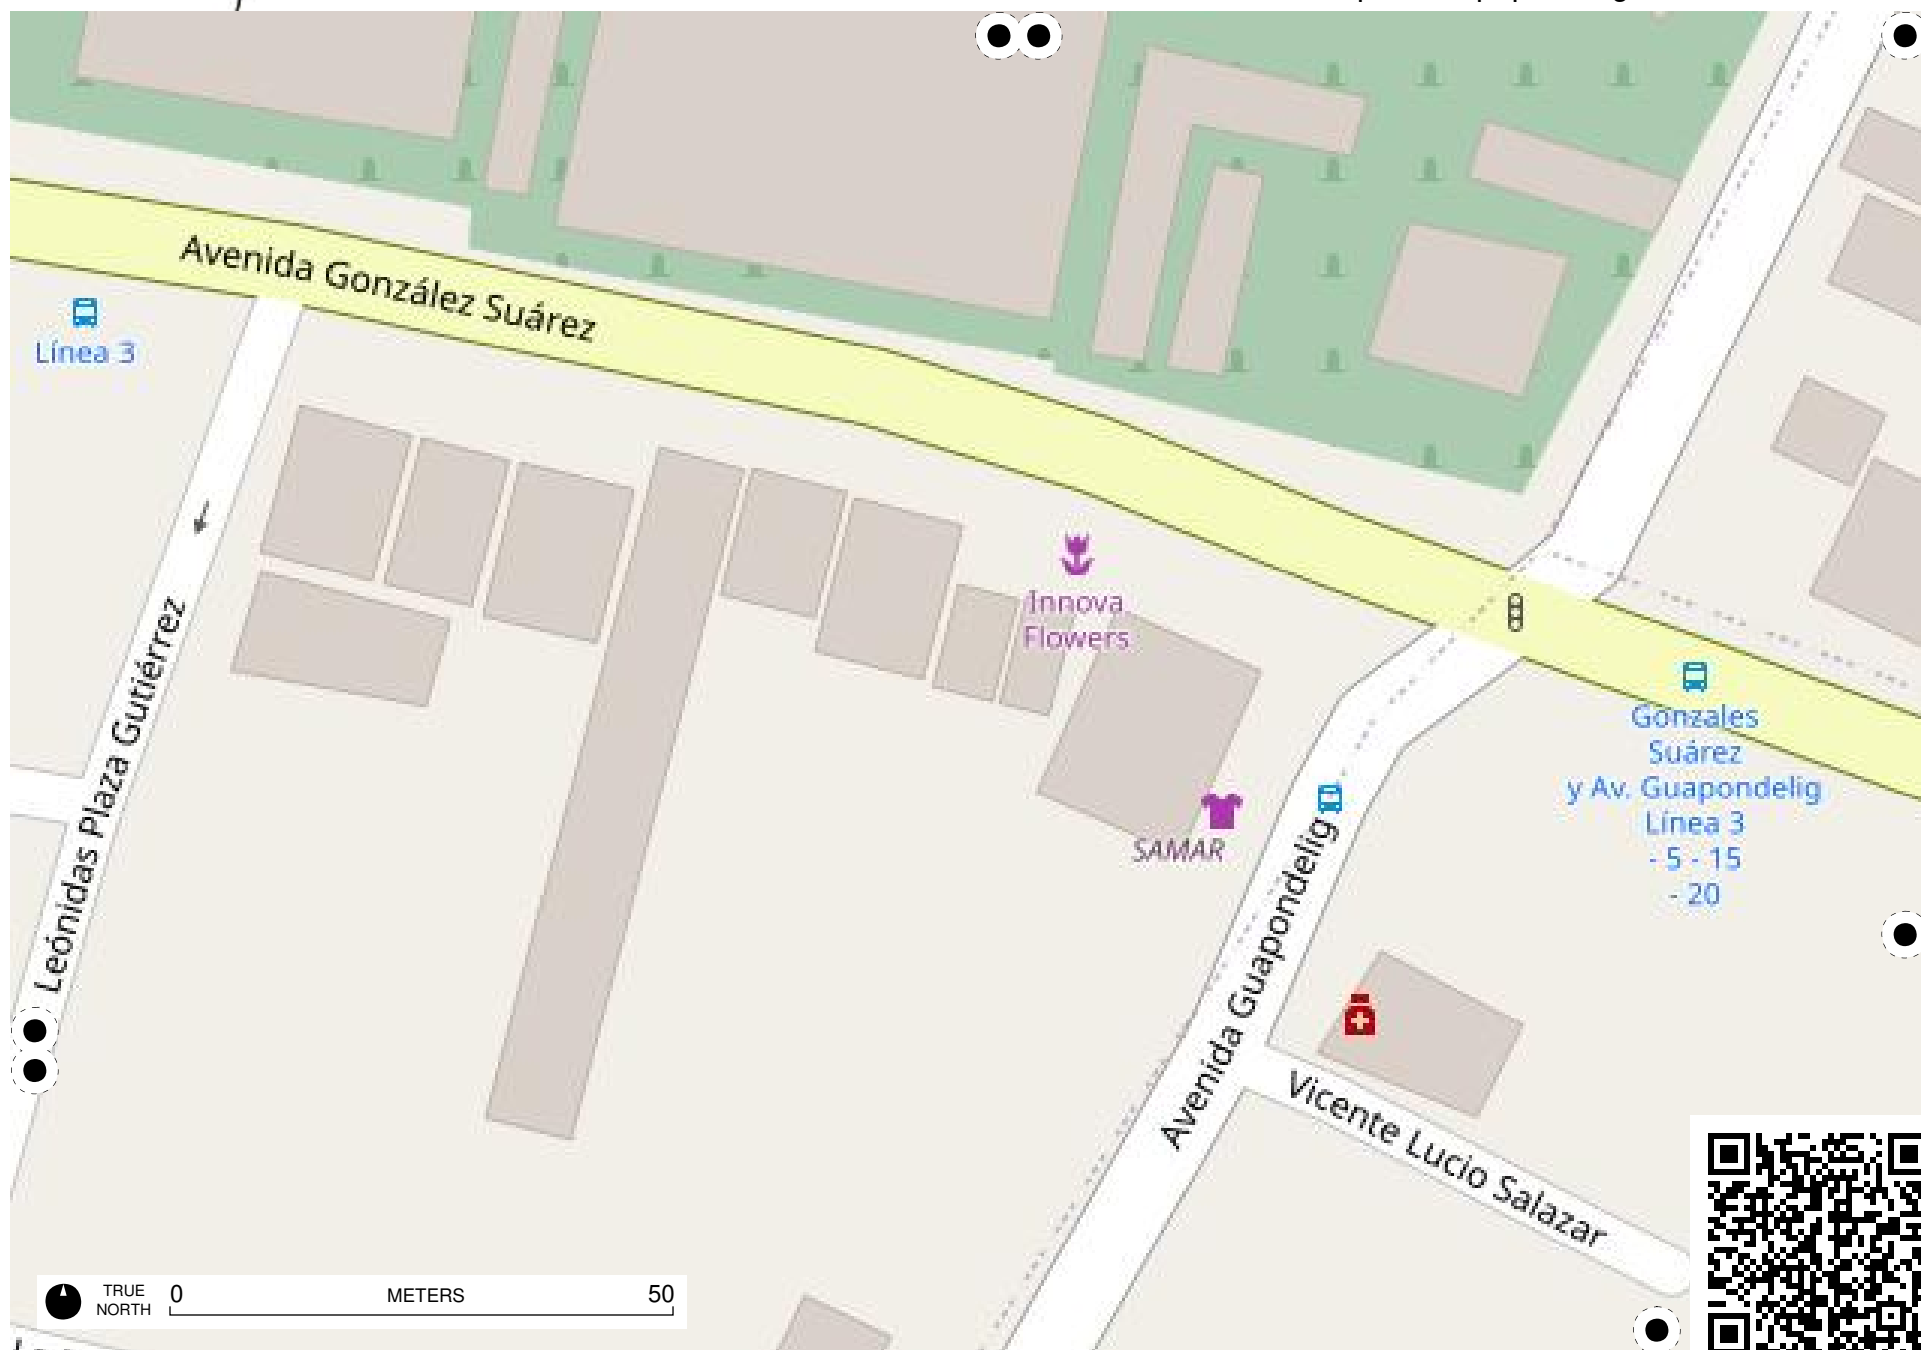 Avenida González Suárez
Línea 3
Innova
Flowers
Gonzales
Suárez
y Av. Guapondelig
Línea 3
- 5 - 15
- 20
Leónidas Plaza Gutiérrez
SAMAR
Avenida Guapondelig
Vicente Lucio Salazar
TRUE
NORTH
0 METERS 50